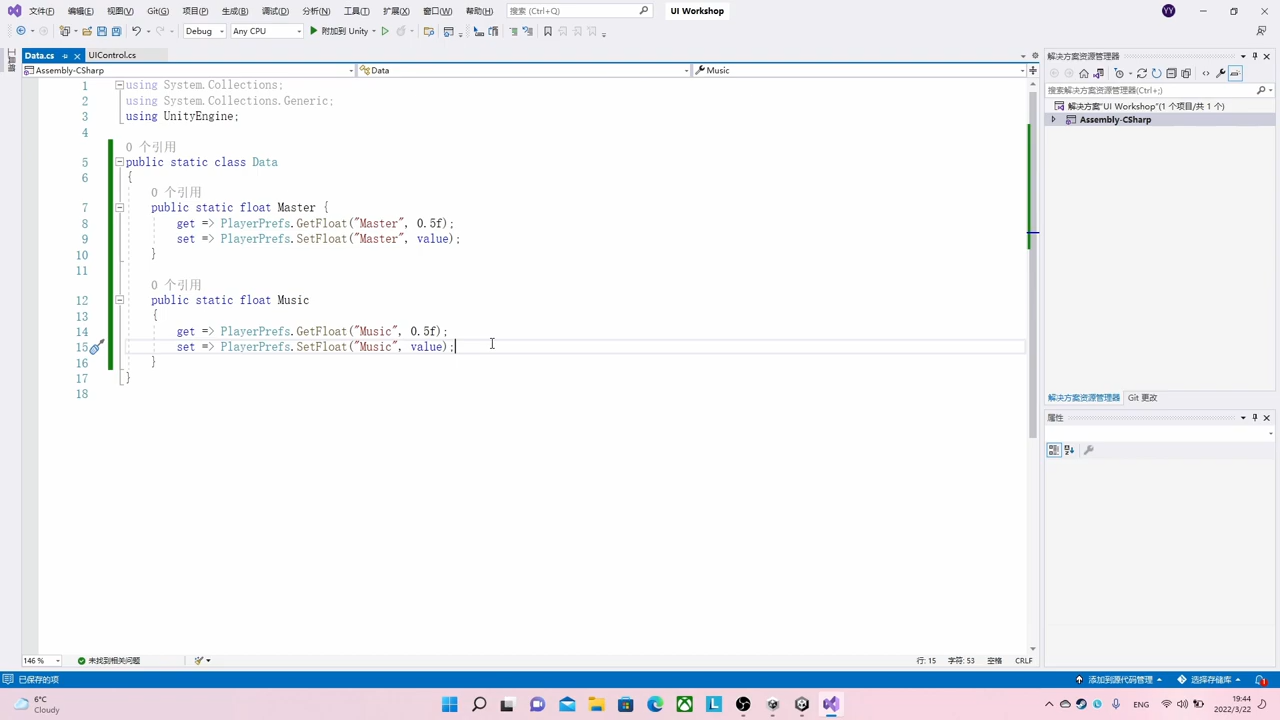 文件(F) 编辑(E) 视图(V) Git(G) 项目(P) 生成(B) 调试(D) 分析(N) 工具(T) 扩展(X) 窗口(W) 帮助(H) 搜索 (Ctrl+Q) UI Workshop YY
Debug Any CPU 附加到 Unity
工具箱
Data.cs UIControl.cs
Assembly-CSharp Data Music
1 using System.Collections;
2 using System.Collections.Generic;
3 using UnityEngine;
4
0 个引用
5 public static class Data
6 {
0 个引用
7 public static float Master {
8 get => PlayerPrefs.GetFloat("Master", 0.5f);
9 set => PlayerPrefs.SetFloat("Master", value);
10 }
11
0 个引用
12 public static float Music
13 {
14 get => PlayerPrefs.GetFloat("Music", 0.5f);
15 set => PlayerPrefs.SetFloat("Music", value);
16 }
17 }
18
146 % 未找到相关问题 行: 15 字符: 53 空格 CRLF
解决方案资源管理器
搜索解决方案资源管理器(Ctrl+;)
解决方案"UI Workshop"(1 个项目/共 1 个)
Assembly-CSharp
解决方案资源管理器 Git 更改
属性
已保存的项 添加到源代码管理 选择存储库
6°C
Cloudy
ENG
19:44
2022/3/22